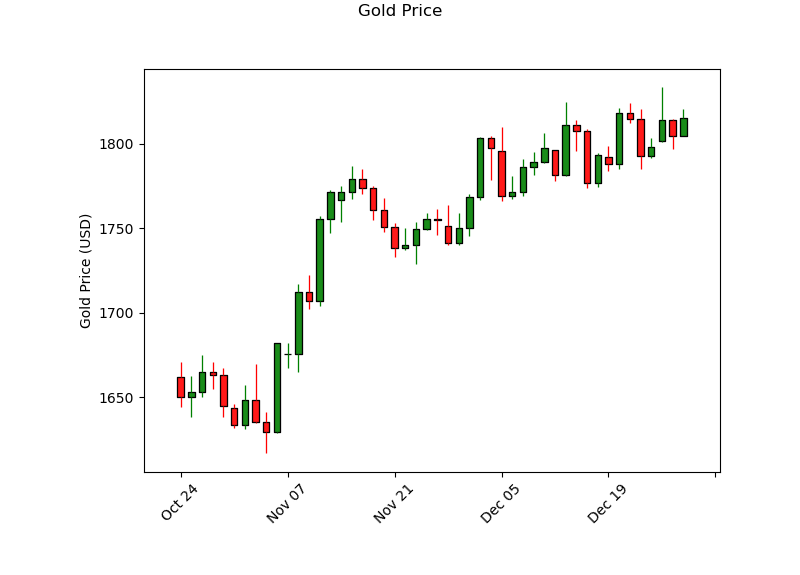 Gold Price
Gold Price (USD)
1800
1750
1700
1650
Oct 24
Nov 07
Nov 21
Dec 05
Dec 19